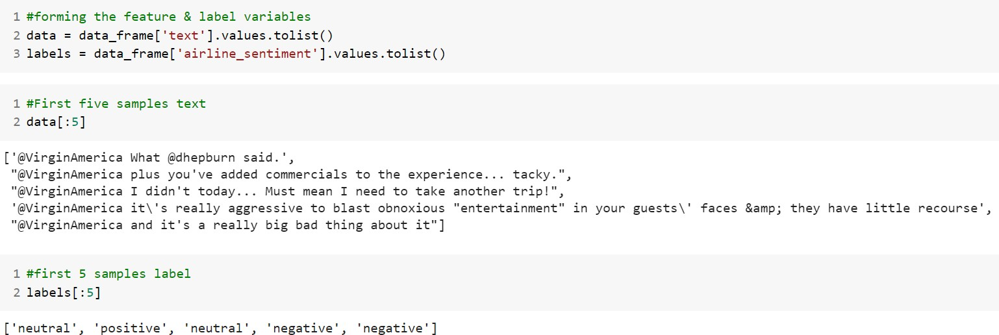 1 #forming the feature & label variables
2 data = data_frame['text'].values.tolist()
3 labels = data_frame['airline_sentiment'].values.tolist()
1 #First five samples text
2 data[:5]
['@VirginAmerica What @dhepburn said.',
"@VirginAmerica plus you've added commercials to the experience... tacky.",
"@VirginAmerica I didn't today... Must mean I need to take another trip!",
'@VirginAmerica it\'s really aggressive to blast obnoxious "entertainment" in your guests\' faces &amp; they have little recourse',
"@VirginAmerica and it's a really big bad thing about it"]
1 #first 5 samples label
2 labels[:5]
['neutral', 'positive', 'neutral', 'negative', 'negative']